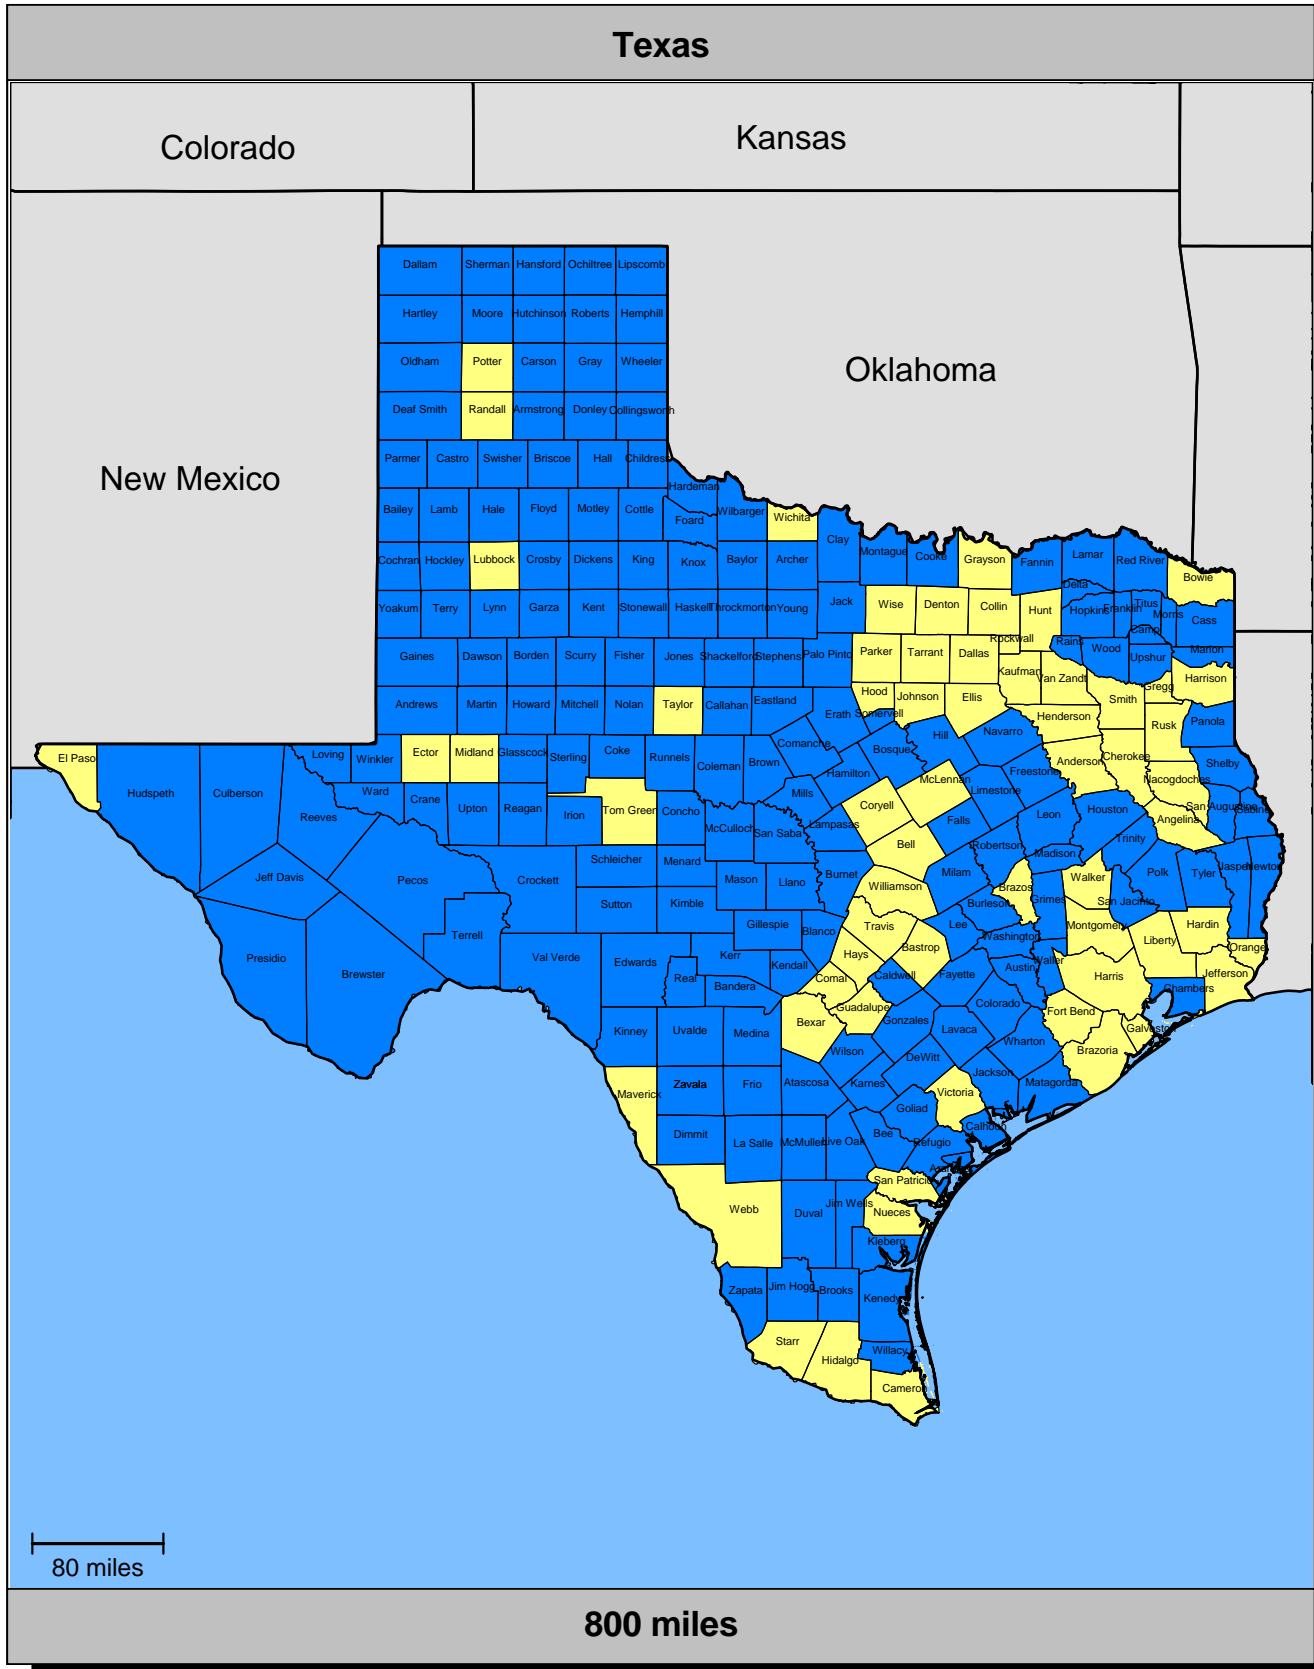 Texas
Colorado
Kansas
New Mexico
Oklahoma
Dallam Sherman Hansford Ochiltree Lipscomb
Hartley Moore Hutchinson Roberts Hemphill
Oldham Potter Carson Gray Wheeler
Deaf Smith Randall Armstrong Donley Collingsworth
Parmer Castro Swisher Briscoe Hall Childress
Hardeman
Bailey Lamb Hale Floyd Motley Cottle Foard Wilbarger Wichita
Cochran Hockley Lubbock Crosby Dickens King Knox Baylor Archer Clay Montague Cooke Grayson Fannin Lamar Red River Bowie
Delta
Yoakum Terry Lynn Garza Kent Stonewall Haskell Throckmorton Young Jack Wise Denton Collin Hunt Hopkins Franklin Titus Morris Cass
Camp
Rockwall Rains Wood Upshur Marion
Gaines Dawson Borden Scurry Fisher Jones Shackelford Stephens Palo Pinto Parker Tarrant Dallas Kaufman Van Zandt Gregg Harrison
Andrews Martin Howard Mitchell Nolan Taylor Callahan Eastland Erath Somervell Hood Johnson Ellis Henderson Smith Rusk Panola
El Paso Hudspeth Culberson Reeves Loving Winkler Ector Midland Glasscock Sterling Coke Runnels Coleman Brown Comanche Bosque Hill Navarro Anderson Cherokee Nacogdoches Shelby
Ward Crane Upton Reagan Irion Tom Green Concho McCulloch San Saba Mills Hamilton Coryell McLennan Limestone Freestone Leon Houston Angelina San Augustine Sabine
Lampasas Falls Bell Robertson Madison Trinity
Jeff Davis Pecos Crockett Schleicher Menard Mason Llano Burnet Williamson Milam Brazos Walker Polk Tyler Jasper Newton
Sutton Kimble Burleson Grimes San Jacinto
Presidio Brewster Terrell Val Verde Edwards Kerr Gillespie Blanco Travis Lee Washington Montgomery Liberty Hardin Orange
Real Bandera Kendall Hays Bastrop Caldwell Fayette Austin Waller Harris Jefferson
Comal Guadalupe Chambers
Kinney Uvalde Medina Bexar Gonzales Lavaca Colorado Fort Bend Galveston
Wilson DeWitt Wharton Brazoria
Maverick Zavala Frio Atascosa Karnes Victoria Jackson Matagorda
Goliad Calhoun
Dimmit La Salle McMullen Live Oak Bee Refugio
San Patricio
Webb Duval Jim Wells Nueces
Kleberg
Zapata Jim Hogg Brooks Kenedy
Starr Hidalgo Willacy
Cameron
80 miles
800 miles